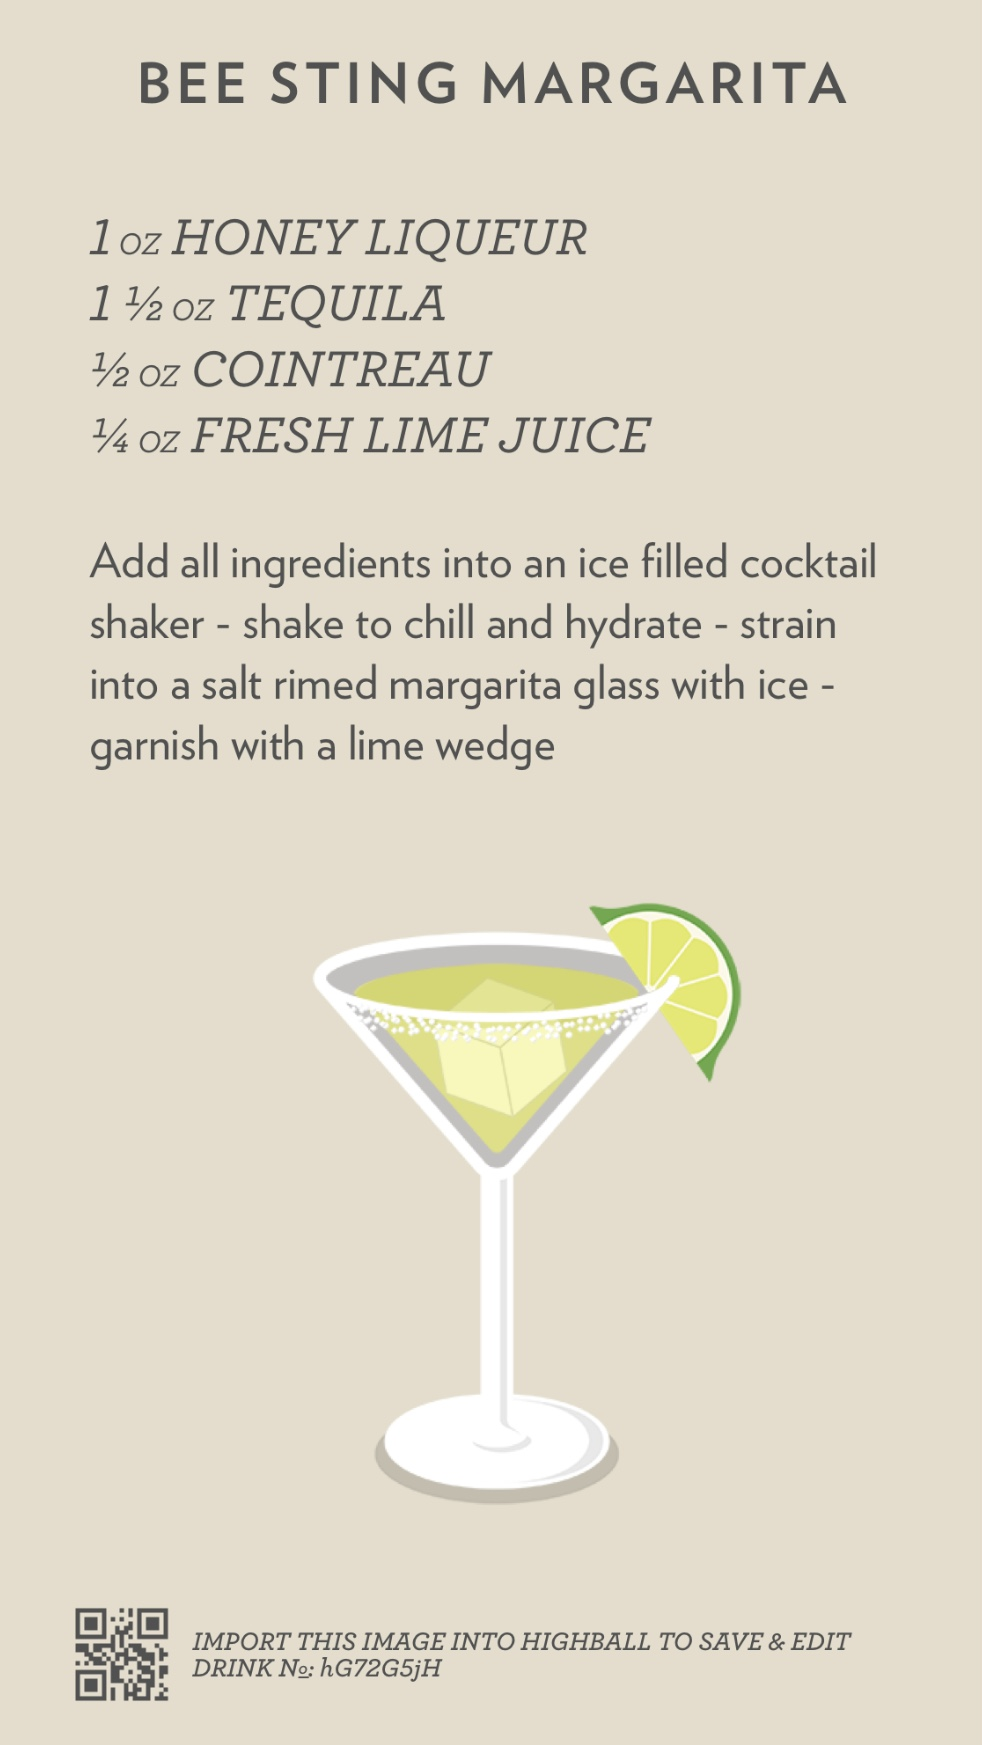 BEE STING MARGARITA
1 oz HONEY LIQUEUR
1 ½ oz TEQUILA
½ oz COINTREAU
¼ oz FRESH LIME JUICE
Add all ingredients into an ice filled cocktail
shaker - shake to chill and hydrate - strain
into a salt rimed margarita glass with ice -
garnish with a lime wedge
IMPORT THIS IMAGE INTO HIGHBALL TO SAVE & EDIT
DRINK Nº: hG72G5jH